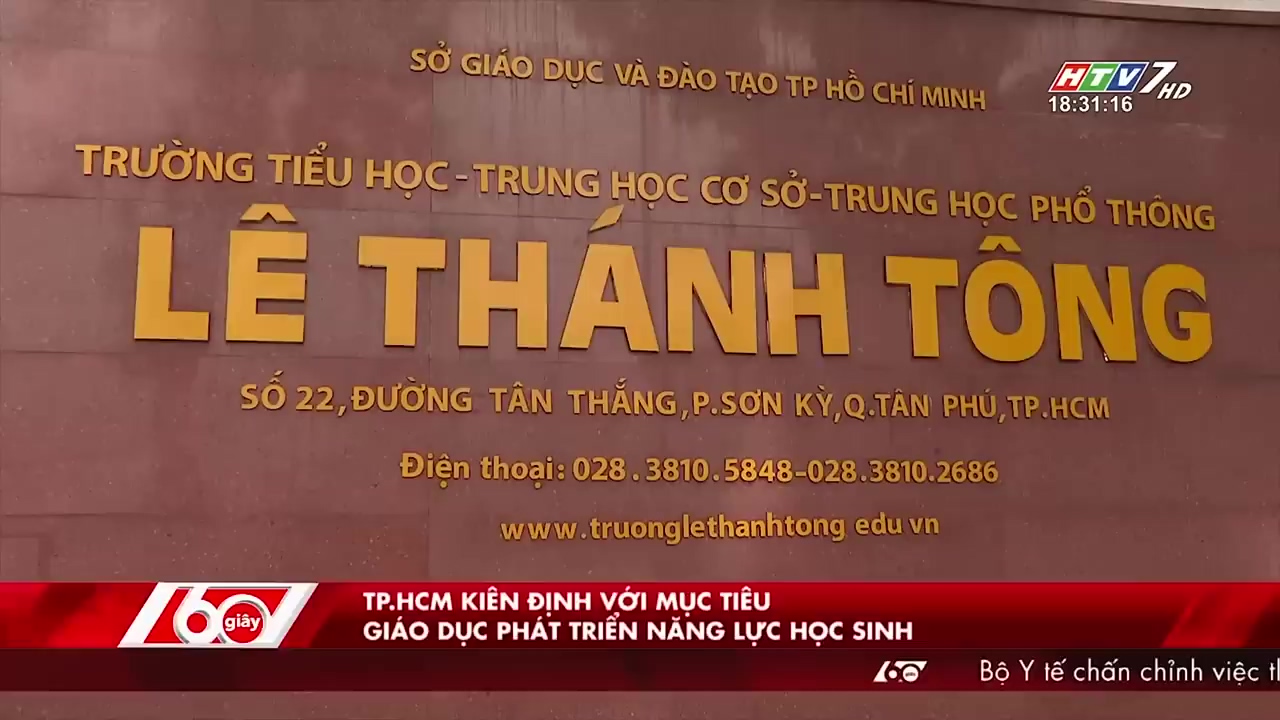 SỞ GIÁO DỤC VÀ ĐÀO TẠO TP HỒ CHÍ MINH
HTV7 HD
18:31:16
TRƯỜNG TIỂU HỌC-TRUNG HỌC CƠ SỞ-TRUNG HỌC PHỔ THÔNG
LÊ THÁNH TÔNG
SỐ 22,ĐƯỜNG TÂN THẮNG,P.SƠN KỲ,Q.TÂN PHÚ,TP.HCM
Điện thoại: 028.3810.5848-028.3810.2686
www.truonglethanhtong edu vn
60 giây
TP.HCM KIÊN ĐỊNH VỚI MỤC TIÊU
GIÁO DỤC PHÁT TRIỂN NĂNG LỰC HỌC SINH
60 Bộ Y tế chấn chỉnh việc